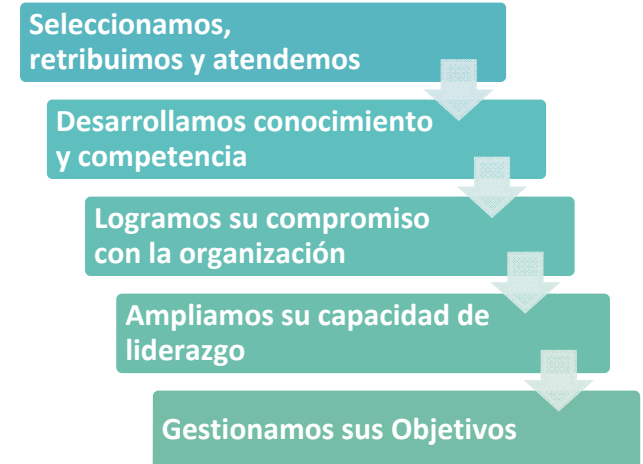 Seleccionamos,
retribuimos y atendemos
Desarrollamos conocimiento
y competencia
Logramos su compromiso
con la organización
Ampliamos su capacidad de
liderazgo
Gestionamos sus Objetivos